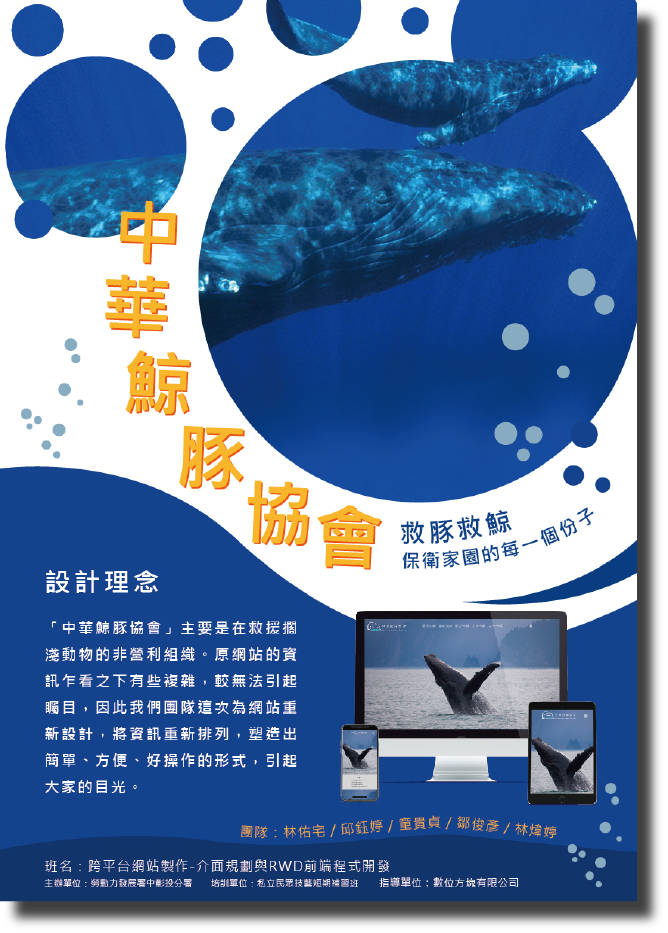 中華鯨豚協會
救豚救鯨
保衛家園的每一個份子
設計理念
「中華鯨豚協會」主要是在救援擱
淺動物的非營利組織。原網站的資
訊乍看之下有些複雜，較無法引起
矚目，因此我們團隊這次為網站重
新設計，將資訊重新排列，塑造出
簡單、方便、好操作的形式，引起
大家的目光。
團隊：林佑宅 / 邱鈺婷 / 童貫貞 / 鄒俊彥 / 林煒婷
班名：跨平台網站製作-介面規劃與RWD前端程式開發
主辦單位：勞動力發展署中彰投分署 培訓單位：私立民眾技藝短期補習班 指導單位：數位方塊有限公司